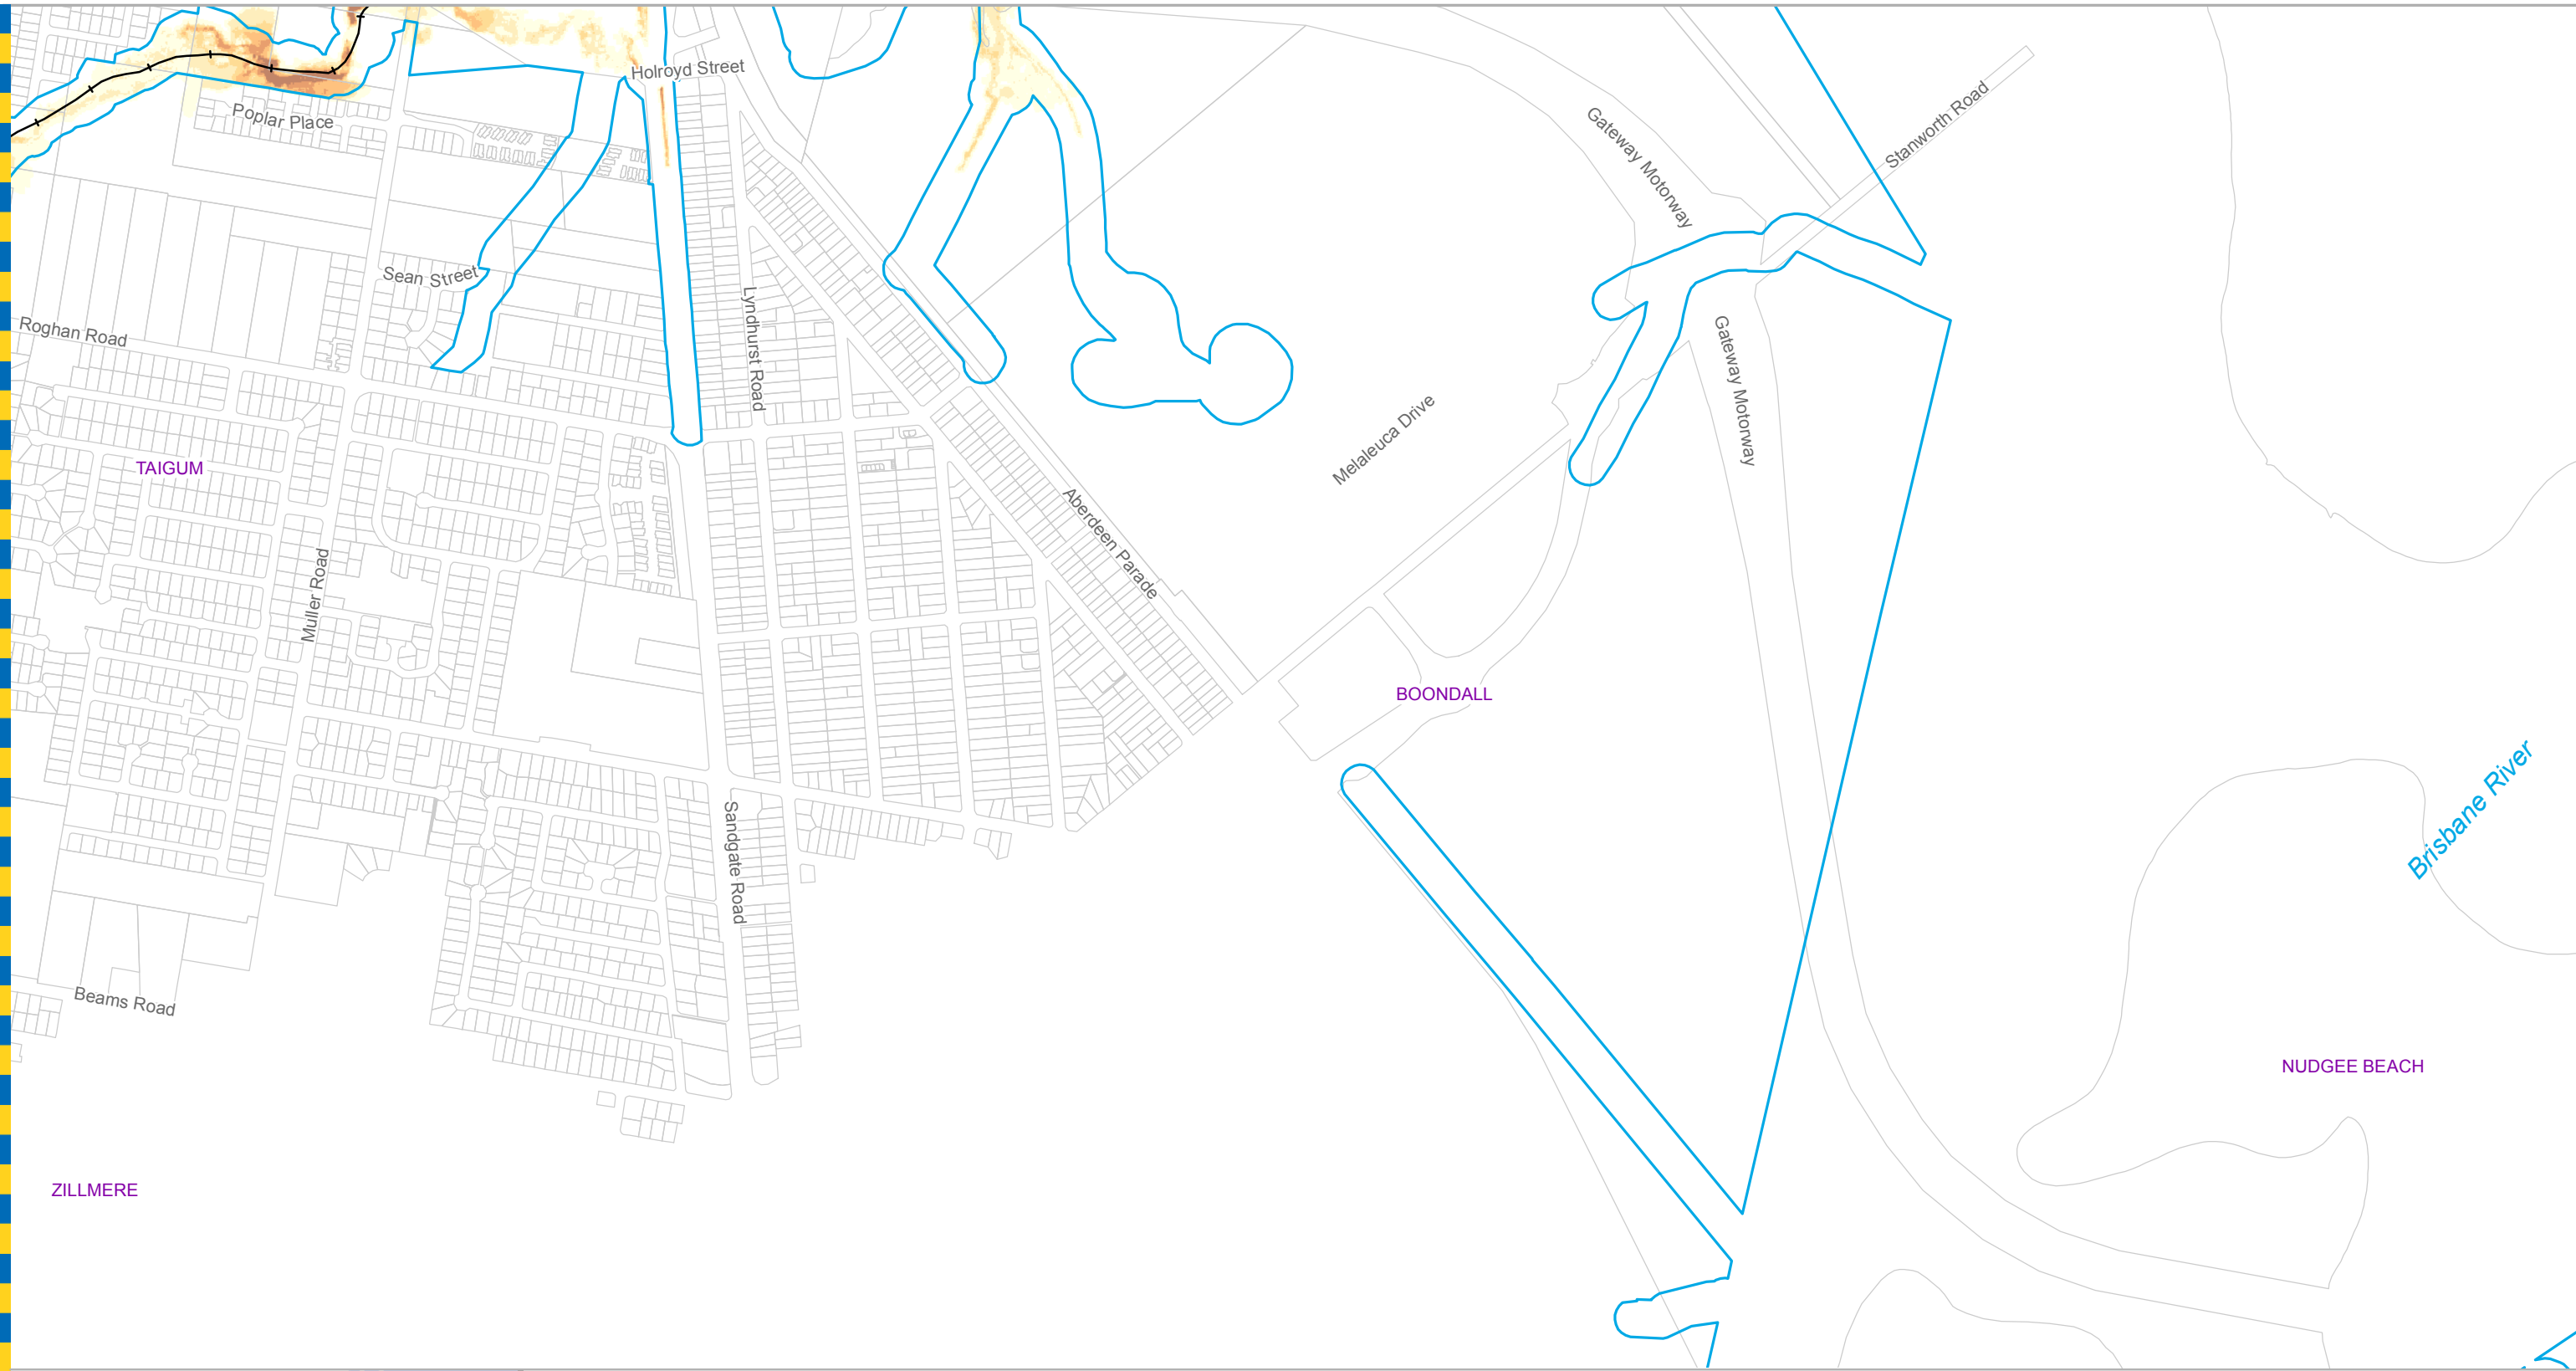 Holroyd Street
Poplar Place
Gateway Motorway
Stanworth Road
Sean Street
Roghan Road
Lyndhurst Road
Gateway Motorway
Melaleuca Drive
TAIGUM
Aberdeen Parade
Muller Road
BOONDALL
Brisbane River
Sandgate Road
Beams Road
NUDGEE BEACH
ZILLMERE